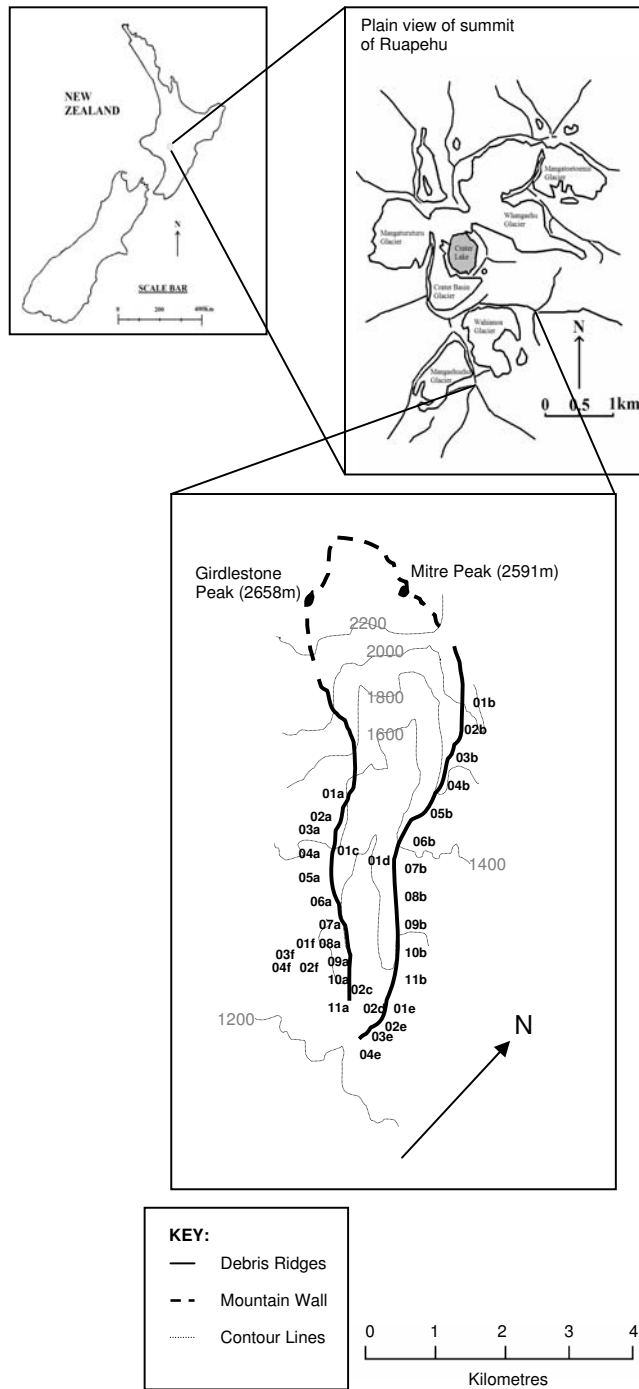 NEW
ZEALAND
N
SCALE BAR
0 200 400Km
Plain view of summit
of Ruapehu
Mangatoetoenui
Glacier
Whangaehu
Glacier
Mangaturuturu
Glacier
Crater
Lake
Crater Basin
Glacier
Wahianoa
Glacier
Mangaehuehu
Glacier
N
0 0.5 1km
Girdlestone
Peak (2658m)
Mitre Peak (2591m)
2200
2000
1800
01b
02b
1600
03b
04b
01a
02a
05b
03a
06b
04a
01c
01d
1400
07b
05a
06a
08b
07a
09b
01f
08a
03f
10b
04f
02f
09a
10a
11b
02c
11a
02d
01e
1200
02e
N
03e
04e
KEY:
Debris Ridges
Mountain Wall
Contour Lines
0 1 2 3 4
Kilometres